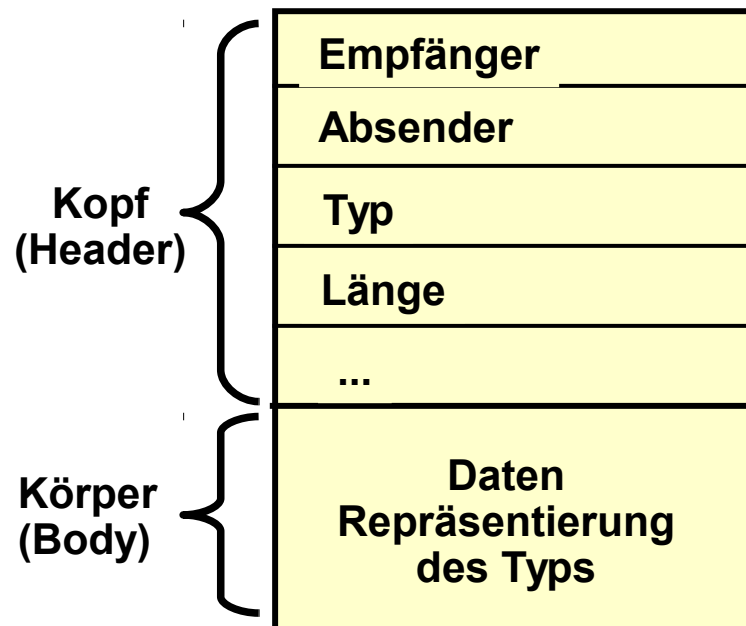 Empfänger
Absender
Kopf
(Header)
Typ
Länge
...
Körper
(Body)
Daten
Repräsentierung
des Typs